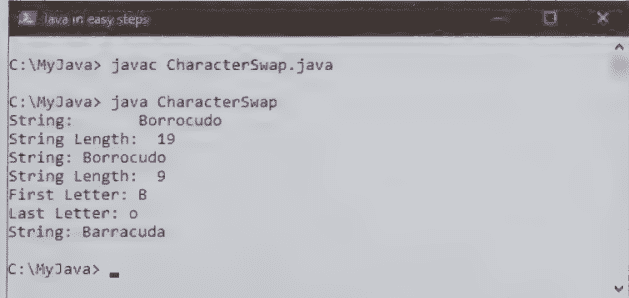 Java in easy steps
C:\MyJava> javac CharacterSwap.java
C:\MyJava> java CharacterSwap
String:       Borrocudo
String Length:  19
String: Borrocudo
String Length:  9
First Letter: B
Last Letter: o
String: Barracuda
C:\MyJava>